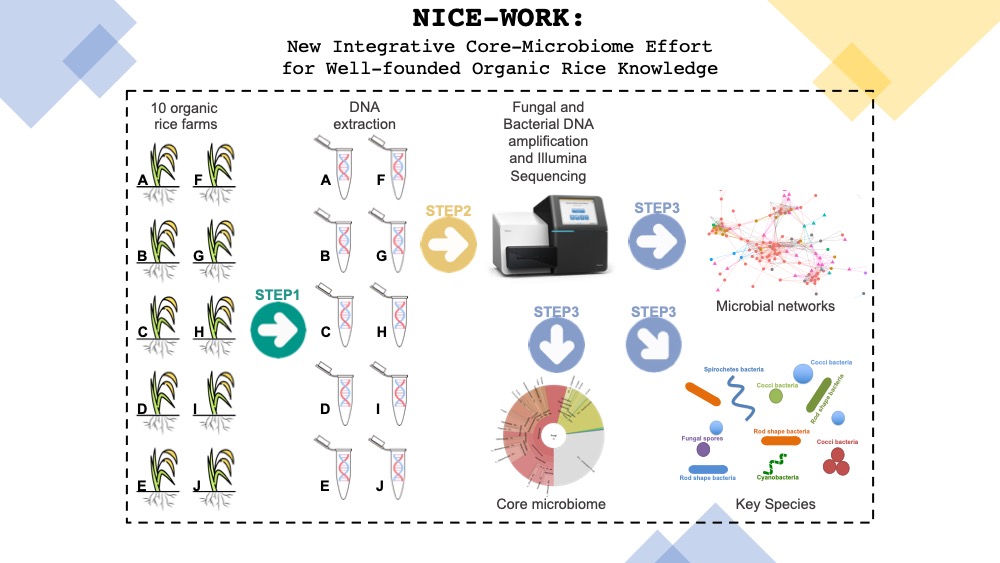 NICE-WORK:
New Integrative Core-Microbiome Effort
for Well-founded Organic Rice Knowledge
10 organic
rice farms
A
F
B
G
C
H
D
I
E
J
STEP1
DNA
extraction
A
F
B
G
C
H
D
I
E
J
STEP2
Fungal and
Bacterial DNA
amplification
and Illumina
Sequencing
STEP3
Microbial networks
STEP3
STEP3
Core microbiome
Spirochetes bacteria
Cocci bacteria
Cocci bacteria
Rod shape bacteria
Fungal spores
Rod shape bacteria
Cocci bacteria
Rod shape bacteria
Cyanobacteria
Key Species